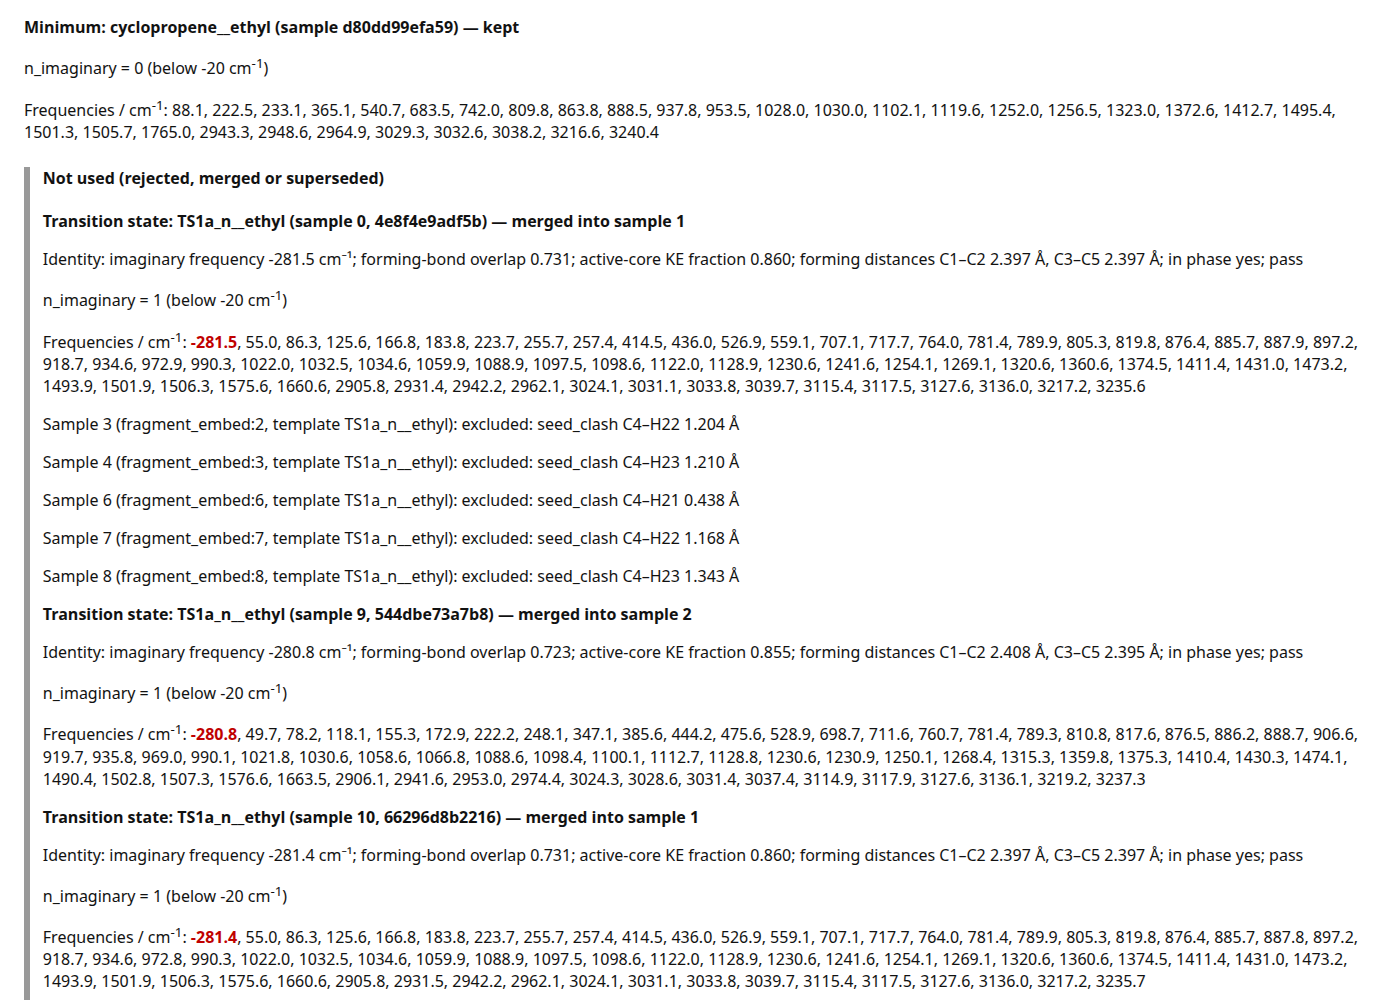 Minimum: cyclopropene__ethyl (sample d80dd99efa59) — kept
n_imaginary = 0 (below -20 cm-1)
Frequencies / cm-1: 88.1, 222.5, 233.1, 365.1, 540.7, 683.5, 742.0, 809.8, 863.8, 888.5, 937.8, 953.5, 1028.0, 1030.0, 1102.1, 1119.6, 1252.0, 1256.5, 1323.0, 1372.6, 1412.7, 1495.4,
1501.3, 1505.7, 1765.0, 2943.3, 2948.6, 2964.9, 3029.3, 3032.6, 3038.2, 3216.6, 3240.4
Not used (rejected, merged or superseded)
Transition state: TS1a_n__ethyl (sample 0, 4e8f4e9adf5b) — merged into sample 1
Identity: imaginary frequency -281.5 cm⁻¹; forming-bond overlap 0.731; active-core KE fraction 0.860; forming distances C1–C2 2.397 Å, C3–C5 2.397 Å; in phase yes; pass
n_imaginary = 1 (below -20 cm-1)
Frequencies / cm-1: -281.5, 55.0, 86.3, 125.6, 166.8, 183.8, 223.7, 255.7, 257.4, 414.5, 436.0, 526.9, 559.1, 707.1, 717.7, 764.0, 781.4, 789.9, 805.3, 819.8, 876.4, 885.7, 887.9, 897.2,
918.7, 934.6, 972.9, 990.3, 1022.0, 1032.5, 1034.6, 1059.9, 1088.9, 1097.5, 1098.6, 1122.0, 1128.9, 1230.6, 1241.6, 1254.1, 1269.1, 1320.6, 1360.6, 1374.5, 1411.4, 1431.0, 1473.2,
1493.9, 1501.9, 1506.3, 1575.6, 1660.6, 2905.8, 2931.4, 2942.2, 2962.1, 3024.1, 3031.1, 3033.8, 3039.7, 3115.4, 3117.5, 3127.6, 3136.0, 3217.2, 3235.6
Sample 3 (fragment_embed:2, template TS1a_n__ethyl): excluded: seed_clash C4–H22 1.204 Å
Sample 4 (fragment_embed:3, template TS1a_n__ethyl): excluded: seed_clash C4–H23 1.210 Å
Sample 6 (fragment_embed:6, template TS1a_n__ethyl): excluded: seed_clash C4–H21 0.438 Å
Sample 7 (fragment_embed:7, template TS1a_n__ethyl): excluded: seed_clash C4–H22 1.168 Å
Sample 8 (fragment_embed:8, template TS1a_n__ethyl): excluded: seed_clash C4–H23 1.343 Å
Transition state: TS1a_n__ethyl (sample 9, 544dbe73a7b8) — merged into sample 2
Identity: imaginary frequency -280.8 cm⁻¹; forming-bond overlap 0.723; active-core KE fraction 0.855; forming distances C1–C2 2.408 Å, C3–C5 2.395 Å; in phase yes; pass
n_imaginary = 1 (below -20 cm-1)
Frequencies / cm-1: -280.8, 49.7, 78.2, 118.1, 155.3, 172.9, 222.2, 248.1, 347.1, 385.6, 444.2, 475.6, 528.9, 698.7, 711.6, 760.7, 781.4, 789.3, 810.8, 817.6, 876.5, 886.2, 888.7, 906.6,
919.7, 935.8, 969.0, 990.1, 1021.8, 1030.6, 1058.6, 1066.8, 1088.6, 1098.4, 1100.1, 1112.7, 1128.8, 1230.6, 1230.9, 1250.1, 1268.4, 1315.3, 1359.8, 1375.3, 1410.4, 1430.3, 1474.1,
1490.4, 1502.8, 1507.3, 1576.6, 1663.5, 2906.1, 2941.6, 2953.0, 2974.4, 3024.3, 3028.6, 3031.4, 3037.4, 3114.9, 3117.9, 3127.6, 3136.1, 3219.2, 3237.3
Transition state: TS1a_n__ethyl (sample 10, 66296d8b2216) — merged into sample 1
Identity: imaginary frequency -281.4 cm⁻¹; forming-bond overlap 0.731; active-core KE fraction 0.860; forming distances C1–C2 2.397 Å, C3–C5 2.397 Å; in phase yes; pass
n_imaginary = 1 (below -20 cm-1)
Frequencies / cm-1: -281.4, 55.0, 86.3, 125.6, 166.8, 183.8, 223.7, 255.7, 257.4, 414.5, 436.0, 526.9, 559.1, 707.1, 717.7, 764.0, 781.4, 789.9, 805.3, 819.8, 876.4, 885.7, 887.8, 897.2,
918.7, 934.6, 972.8, 990.3, 1022.0, 1032.5, 1034.6, 1059.9, 1088.9, 1097.5, 1098.6, 1122.0, 1128.9, 1230.6, 1241.6, 1254.1, 1269.1, 1320.6, 1360.6, 1374.5, 1411.4, 1431.0, 1473.2,
1493.9, 1501.9, 1506.3, 1575.6, 1660.6, 2905.8, 2931.5, 2942.2, 2962.1, 3024.1, 3031.1, 3033.8, 3039.7, 3115.4, 3117.5, 3127.6, 3136.0, 3217.2, 3235.7